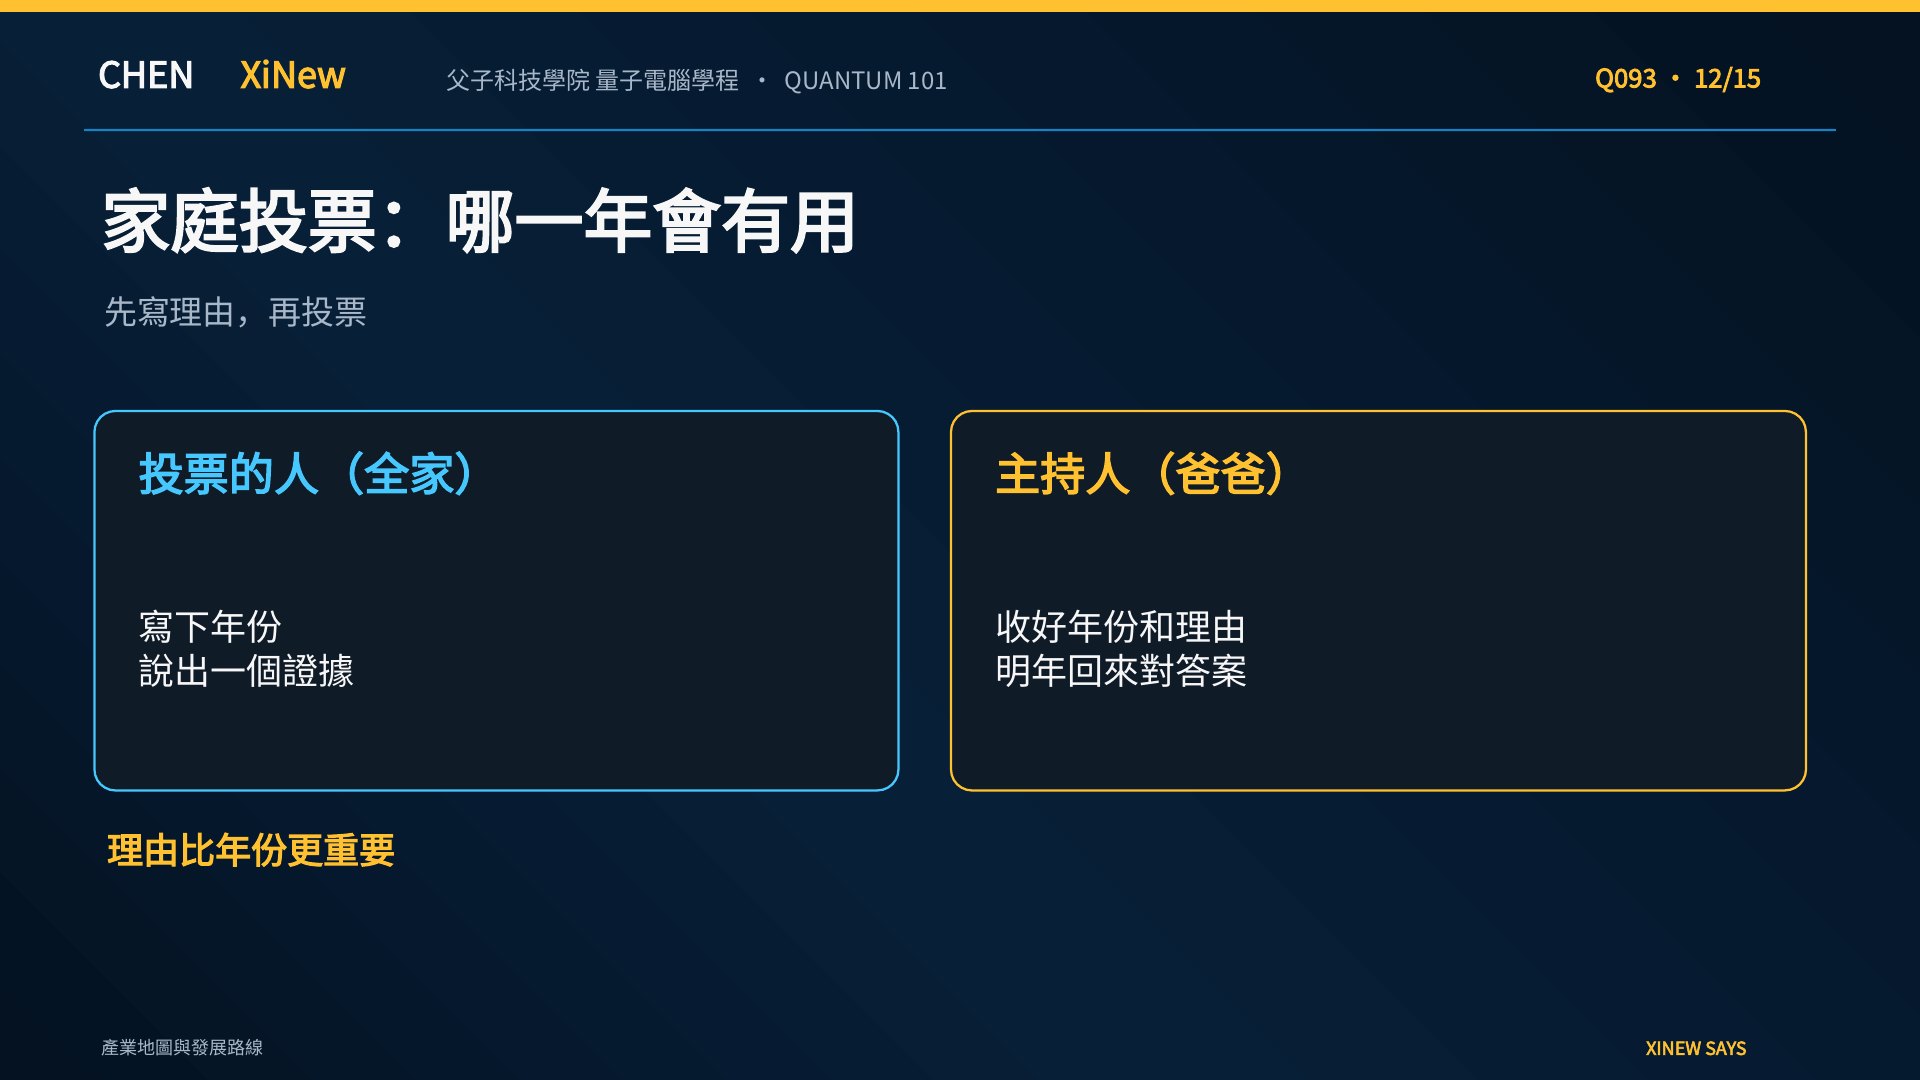 CHEN XiNew 父子科技學院 量子電腦學程 • QUANTUM 101 Q093 • 12/15
家庭投票：哪一年會有用
先寫理由，再投票
投票的人（全家）
寫下年份
說出一個證據
主持人（爸爸）
收好年份和理由
明年回來對答案
理由比年份更重要
產業地圖與發展路線 XINEW SAYS